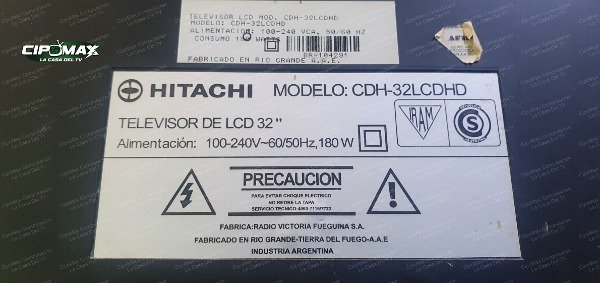 TELEVISOR LCD MOD. CDH-32LCDHD
MODELO: CDH-32LCDHD
ALIMENTACION: 100-240 VCA, 50/60 HZ
CONSUMO
FABRICADO EN RIO GRANDE A.A.E.
CIPOMAX
LA CASA DEL TV
HITACHI MODELO: CDH-32LCDHD
TELEVISOR DE LCD 32"
Alimentación: 100-240V~60/50Hz, 180 W
IRAM
S
PRECAUCION
PARA EVITAR CHOQUE ELECTRICO
NO RETIRE LA TAPA
SERVICIO TECNICO
FABRICA:RADIO VICTORIA FUEGUINA S.A.
FABRICADO EN RIO GRANDE-TIERRA DEL FUEGO-A.A.E
INDUSTRIA ARGENTINA